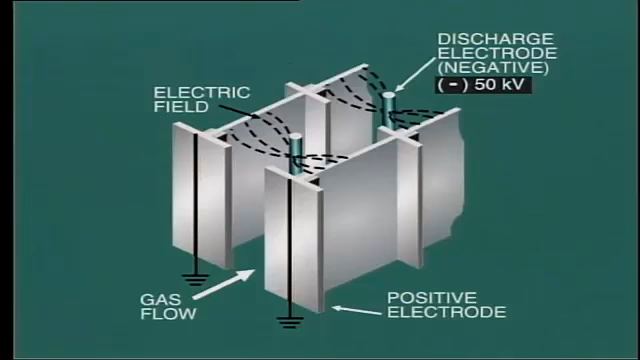 DISCHARGE
ELECTRODE
(NEGATIVE)
(-) 50 kV
ELECTRIC
FIELD
GAS
FLOW
POSITIVE
ELECTRODE